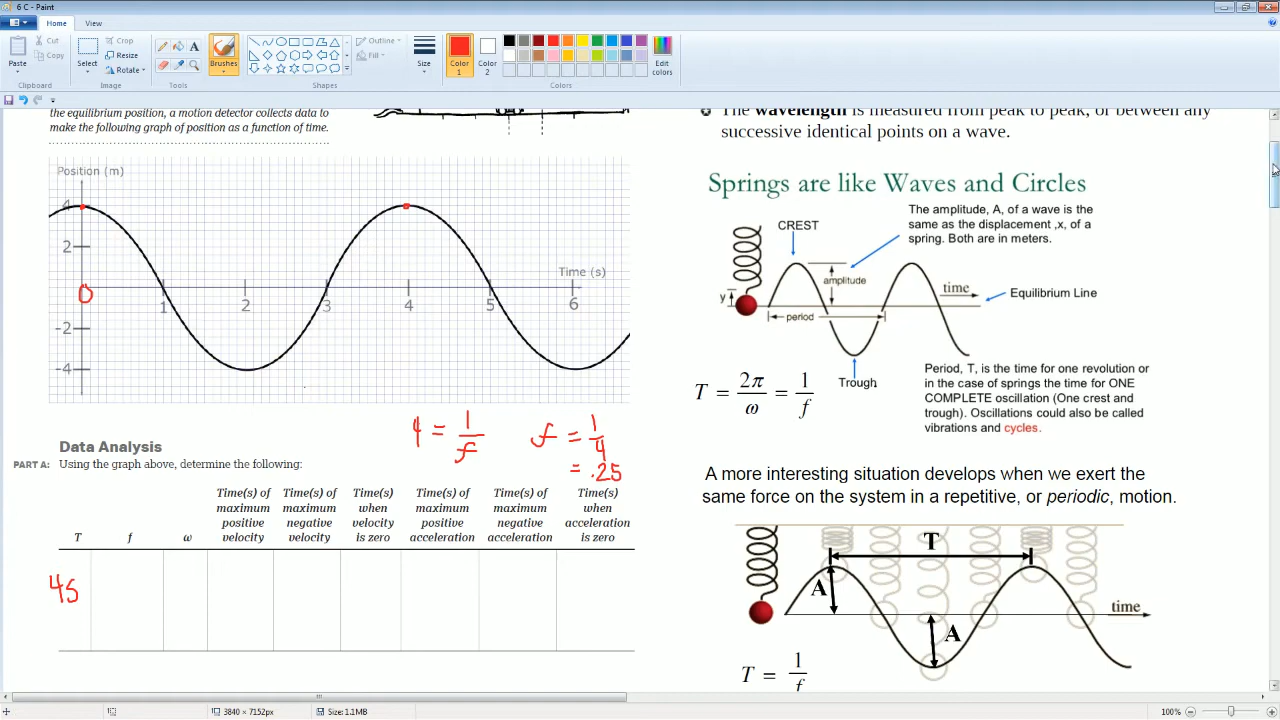 6 C - Paint
Home View
Cut
Copy
Paste
Crop
Resize
Rotate
Select
Outline
Fill
Brushes
Size
Color 1
Color 2
Edit colors
Clipboard Image Tools Shapes Colors
the equilibrium position, a motion detector collects data to
make the following graph of position as a function of time.
Position (m)
4
2
0
-2
-4
1 2 3 4 5 6
Time (s)
4 = 1/f
f = 1/4
= .25
Data Analysis
PART A: Using the graph above, determine the following:
T
f
ω
Time(s) of maximum positive velocity
Time(s) of maximum negative velocity
Time(s) when velocity is zero
Time(s) of maximum positive acceleration
Time(s) of maximum negative acceleration
Time(s) when acceleration is zero
4s
The wavelength is measured from peak to peak, or between any
successive identical points on a wave.
Springs are like Waves and Circles
The amplitude, A, of a wave is the
same as the displacement ,x, of a
spring. Both are in meters.
CREST
amplitude
time
y
period
Equilibrium Line
Trough
T = 2π/ω = 1/f
Period, T, is the time for one revolution or
in the case of springs the time for ONE
COMPLETE oscillation (One crest and
trough). Oscillations could also be called
vibrations and cycles.
A more interesting situation develops when we exert the
same force on the system in a repetitive, or periodic, motion.
T
A
A
time
T = 1/f
3840 × 7152px
Size: 1.1MB
100%